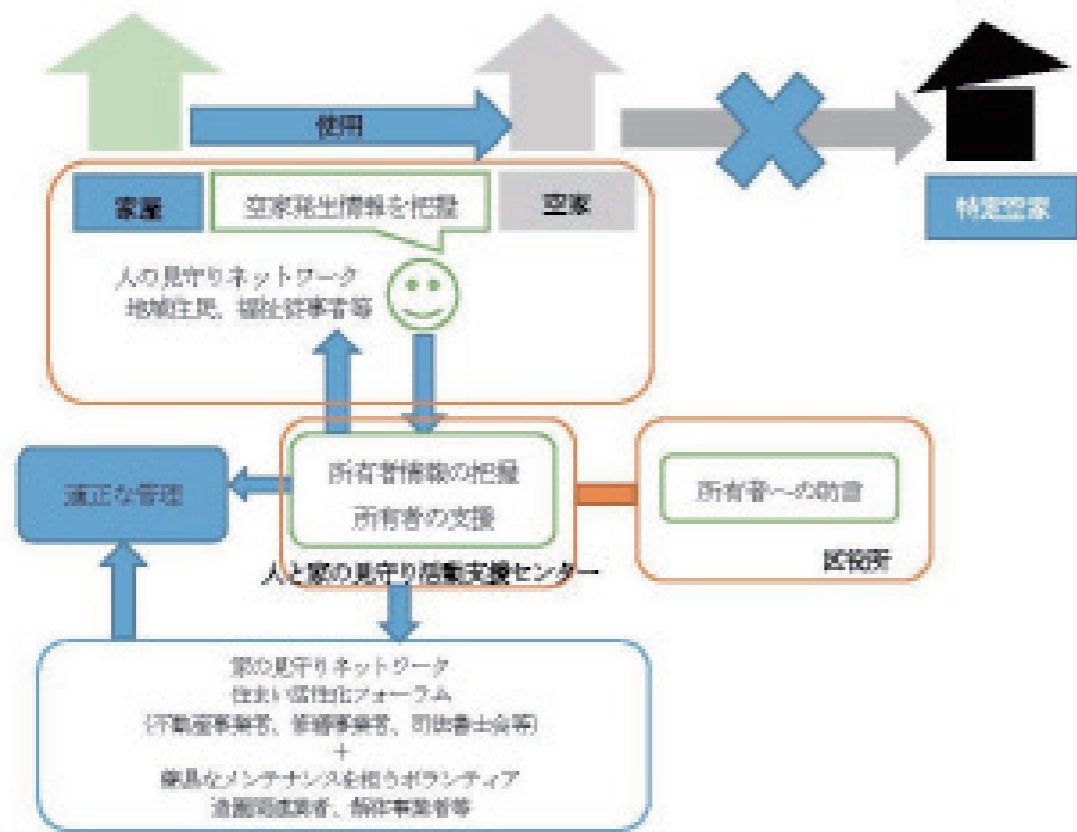 使用
家屋
空家発生情報を把握
空家
特定空家
人の見守りネットワーク
地域住民、福祉従事者等
適正な管理
所有者情報の把握
所有者の支援
所有者への助言
人と家の見守り活動支援センター
区役所
家の見守りネットワーク
住まい活性化フォーラム
(不動産事業者、修繕事業者、司法書士会等)
+
簡易なメンテナンスを担うボランティア
造園関連業者、解体事業者等